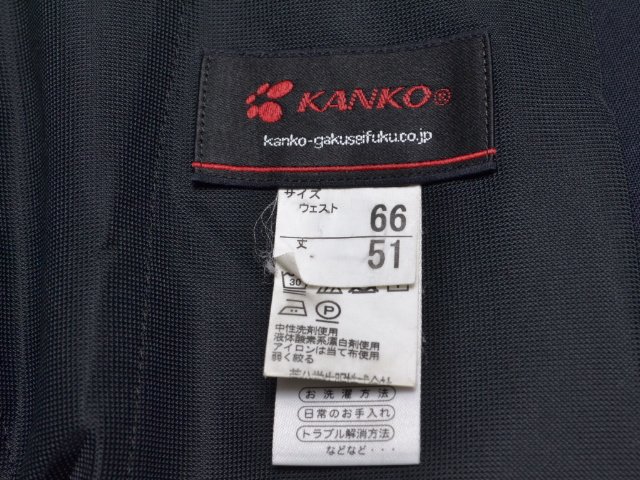 KANKO®
kanko-gakuseifuku.co.jp
サイズ
ウェスト 66
丈 51
30
P
中性洗剤使用
液体酸素系漂白剤使用
アイロンは当て布使用
弱く絞る
お洗濯方法
日常のお手入れ
トラブル解消方法
などなど・・・